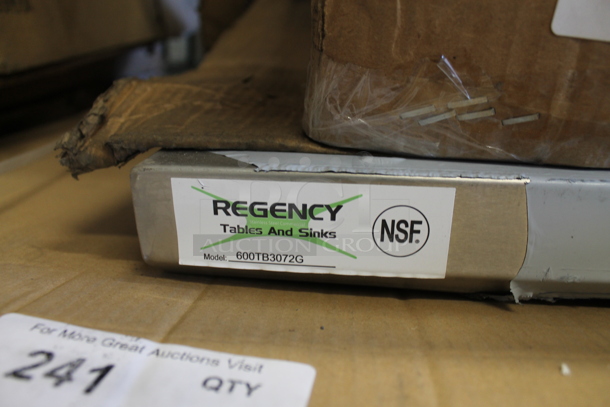 REGENCY
Tables And Sinks
Model: 600TB3072G
NSF.
AUCTION GROUP
For More Great Auctions Visit
241
QTY